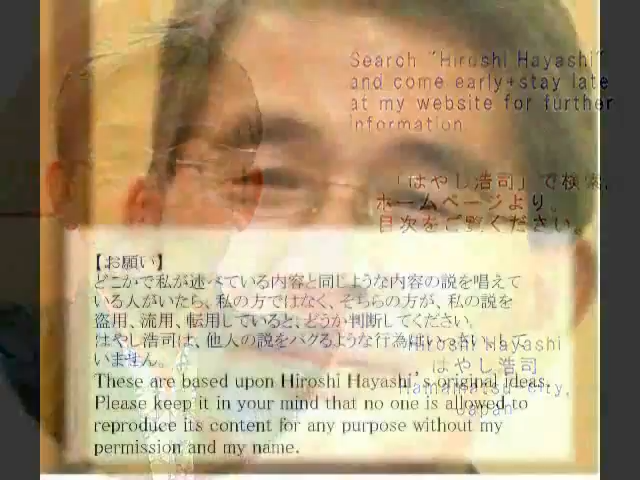 Search "Hiroshi Hayashi"
and come early+stay late
at my website for further
information
「はやし浩司」で検索、
ホームページより、
目次をご覧ください。
【お願い】
どこかで私が述べている内容と同じような内容の説を唱えて
いる人がいたら、私の方ではなく、そちらの方が、私の説を
盗用、流用、転用していると、どうか判断してください。
はやし浩司は、他人の説をパクるような行為はいっさいして
いません。
These are based upon Hiroshi Hayashi's original ideas.
Please keep it in your mind that no one is allowed to
reproduce its content for any purpose without my
permission and my name.
Hiroshi Hayashi
はやし浩司
Hamamatsu-city,
Japan